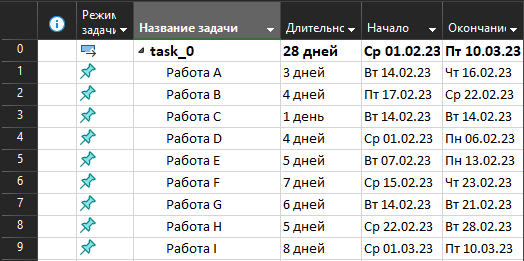 Режим задачи Название задачи Длительнс Начало Окончани
0 task_0 28 дней Ср 01.02.23 Пт 10.03.23
1 Работа A 3 дней Вт 14.02.23 Чт 16.02.23
2 Работа B 4 дней Пт 17.02.23 Ср 22.02.23
3 Работа C 1 день Вт 14.02.23 Вт 14.02.23
4 Работа D 4 дней Ср 01.02.23 Пн 06.02.23
5 Работа E 5 дней Вт 07.02.23 Пн 13.02.23
6 Работа F 7 дней Ср 15.02.23 Чт 23.02.23
7 Работа G 6 дней Вт 14.02.23 Вт 21.02.23
8 Работа H 5 дней Ср 22.02.23 Вт 28.02.23
9 Работа I 8 дней Ср 01.03.23 Пт 10.03.23